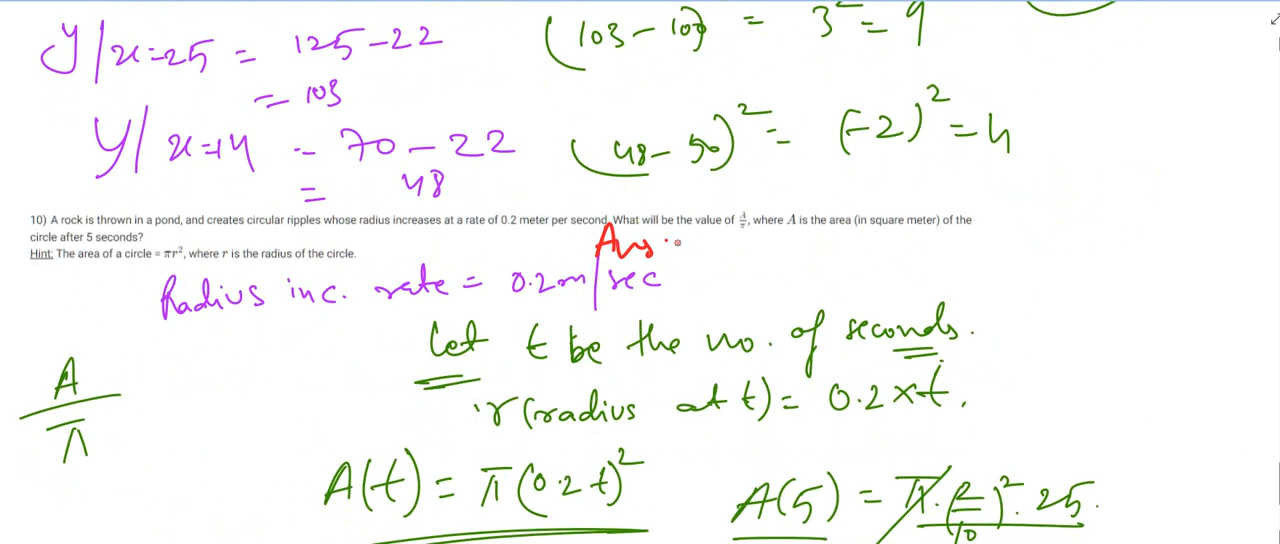 Y/x=25 = 125-22
= 103
(103-100) = 3² = 9
Y/x=14 = 70-22
= 48
(48-50)² = (-2)² = 4
10) A rock is thrown in a pond, and creates circular ripples whose radius increases at a rate of 0.2 meter per second. What will be the value of A/π, where A is the area (in square meter) of the
circle after 5 seconds?
Ans.
Hint: The area of a circle = πr², where r is the radius of the circle.
Radius inc. rate = 0.2m/sec
Let t be the no. of seconds.
A/π
r(radius at t) = 0.2×t.
A(t) = π(0.2t)²
A(5) = π.(2/10)².25.